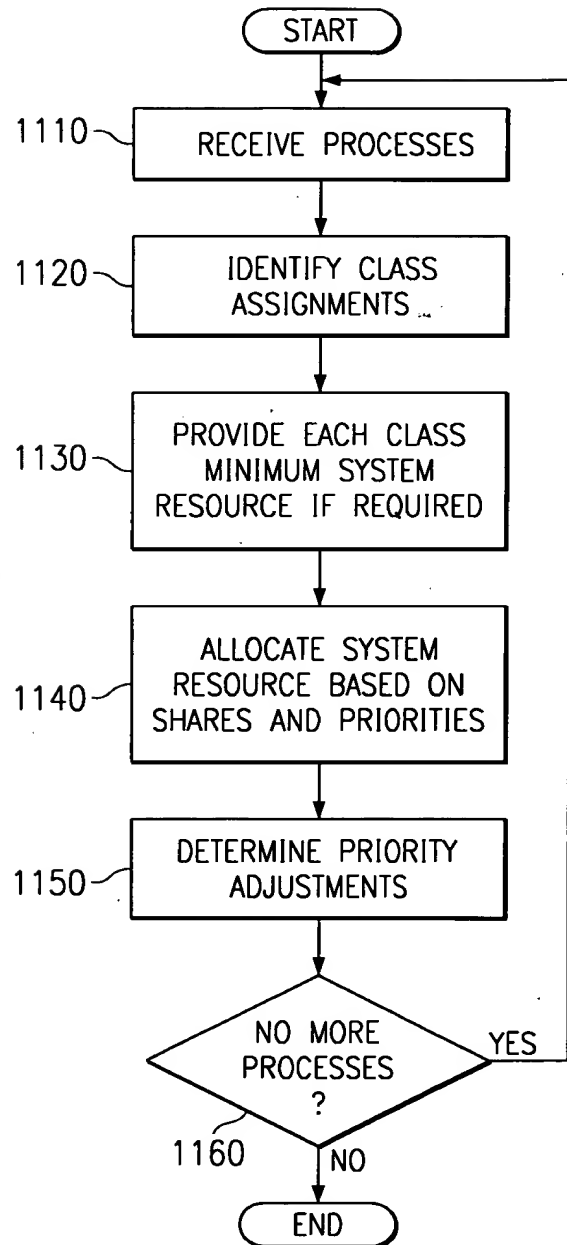 START
1110
RECEIVE PROCESSES
1120
IDENTIFY CLASS
ASSIGNMENTS
1130
PROVIDE EACH CLASS
MINIMUM SYSTEM
RESOURCE IF REQUIRED
1140
ALLOCATE SYSTEM
RESOURCE BASED ON
SHARES AND PRIORITIES
1150
DETERMINE PRIORITY
ADJUSTMENTS
NO MORE
PROCESSES
?
YES
1160
NO
END